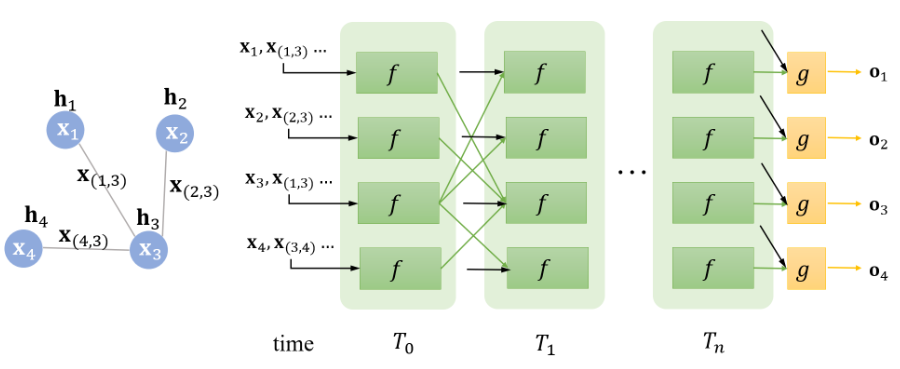 h₁
x₁
h₂
x₂
x₍₁,₃₎
x₍₂,₃₎
h₄
x₄
x₍₄,₃₎
h₃
x₃
x₁, x₍₁,₃₎ ...
f
f
f
g
o₁
x₂, x₍₂,₃₎ ...
f
f
f
g
o₂
x₃, x₍₁,₃₎ ...
f
f
...
f
g
o₃
x₄, x₍₃,₄₎ ...
f
f
f
g
o₄
time
T₀
T₁
Tₙ